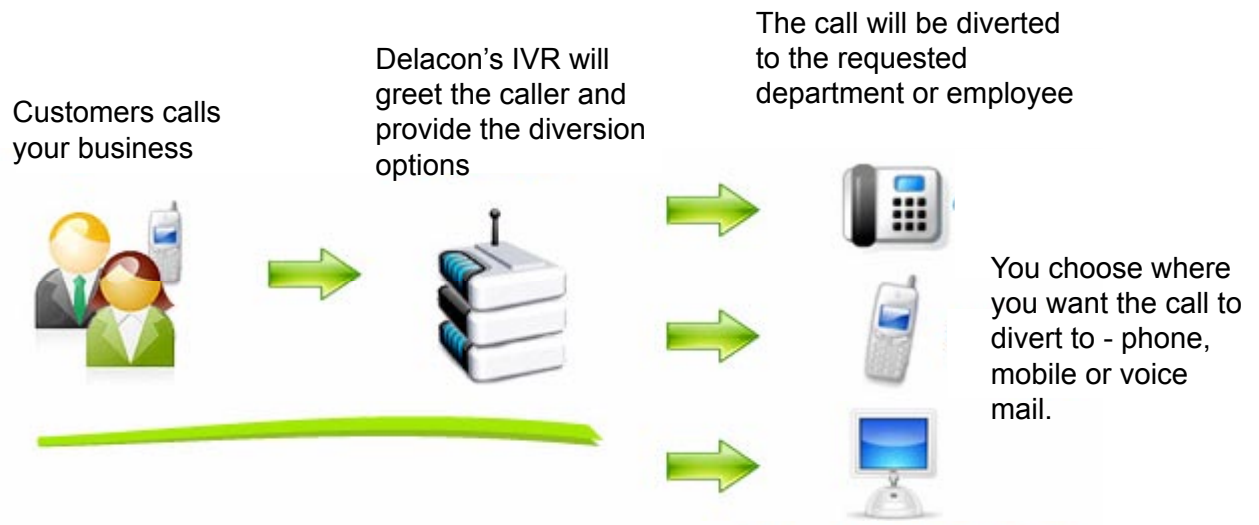 Customers calls
your business
Delacon's IVR will
greet the caller and
provide the diversion
options
The call will be diverted
to the requested
department or employee
You choose where
you want the call to
divert to - phone,
mobile or voice
mail.